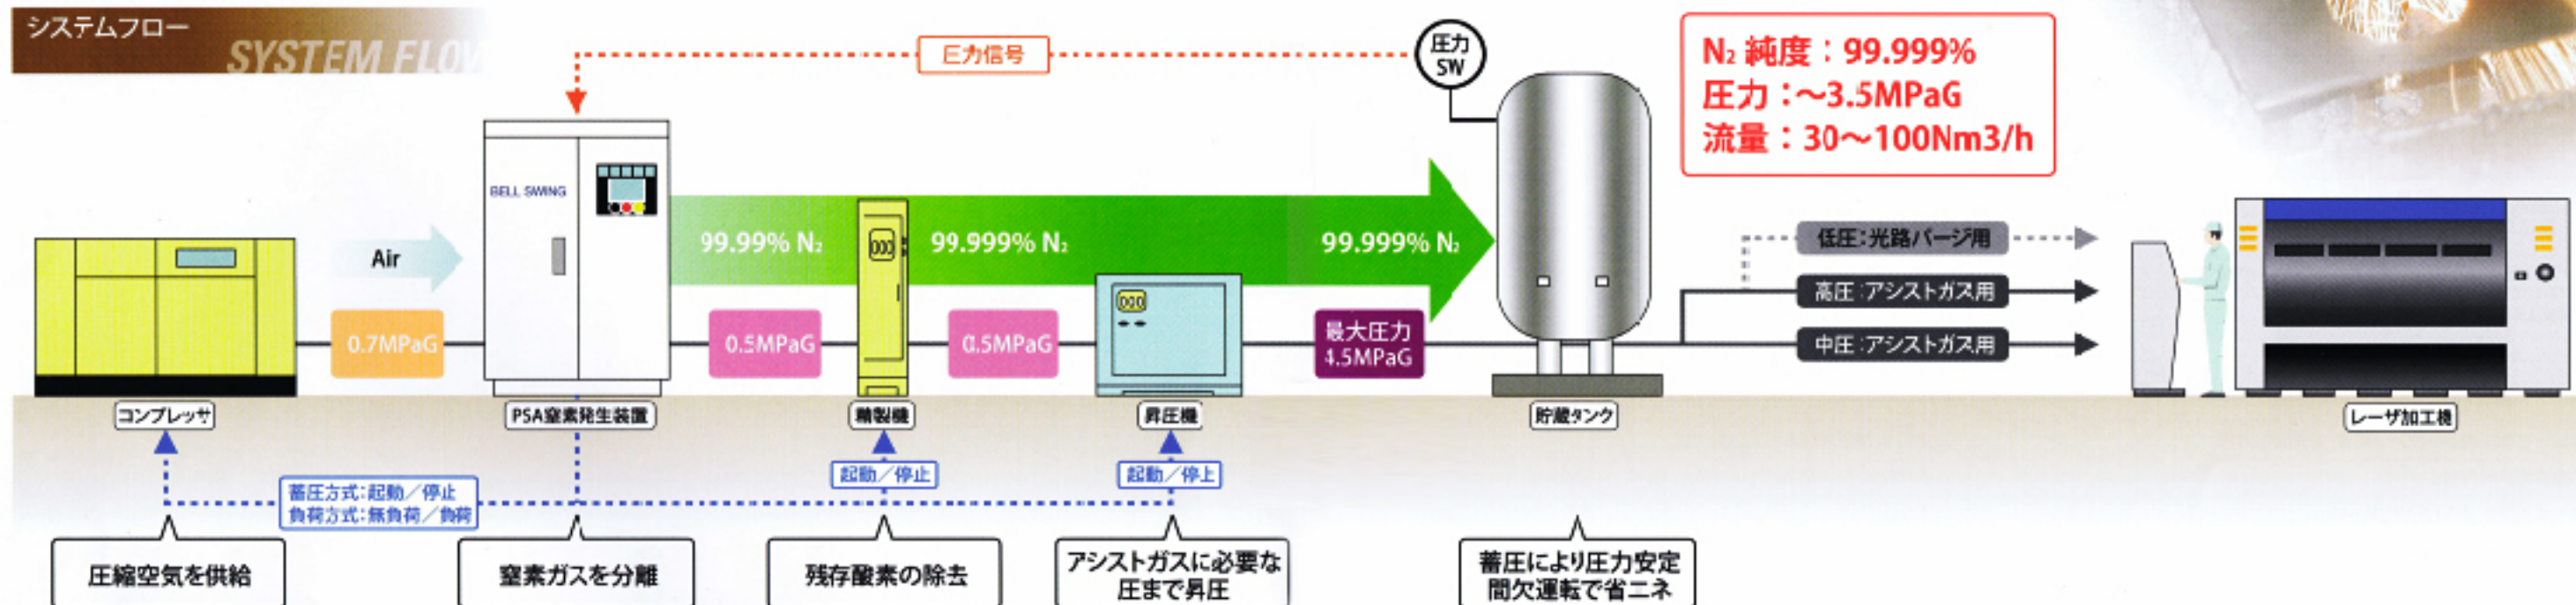 システムフロー
SYSTEM FLOW
圧力信号
圧力
SW
N₂ 純度：99.999%
圧力：～3.5MPaG
流量：30～100Nm3/h
BELL SWING
Air
99.99% N₂
99.999% N₂
99.999% N₂
低圧：光路パージ用
高圧：アシストガス用
中圧：アシストガス用
0.7MPaG
0.5MPaG
0.5MPaG
最大圧力
4.5MPaG
コンプレッサ
PSA窒素発生装置
精製機
昇圧機
貯蔵タンク
レーザ加工機
起動／停止
起動／停止
蓄圧方式：起動／停止
負荷方式：無負荷／負荷
圧縮空気を供給
窒素ガスを分離
残存酸素の除去
アシストガスに必要な
圧まで昇圧
蓄圧により圧力安定
間欠運転で省エネ